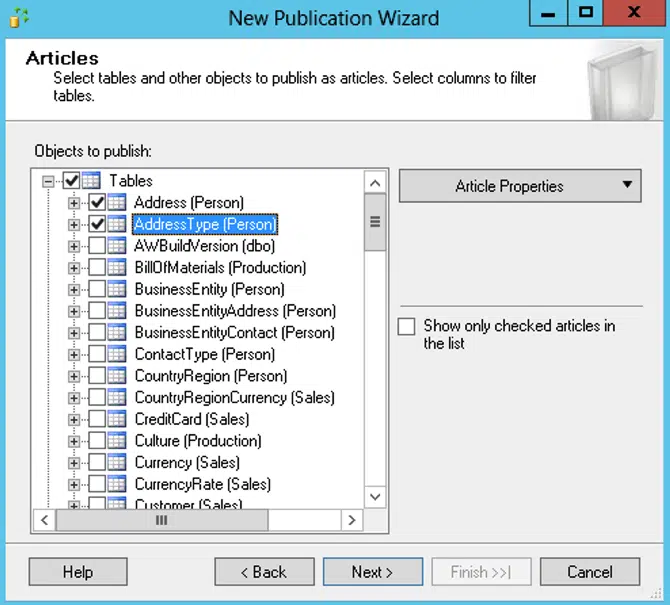 New Publication Wizard
Articles
Select tables and other objects to publish as articles. Select columns to filter
tables.
Objects to publish:
Tables
Address (Person)
AddressType (Person)
AWBuildVersion (dbo)
BillOfMaterials (Production)
BusinessEntity (Person)
BusinessEntityAddress (Person)
BusinessEntityContact (Person)
ContactType (Person)
CountryRegion (Person)
CountryRegionCurrency (Sales)
CreditCard (Sales)
Culture (Production)
Currency (Sales)
CurrencyRate (Sales)
Customer (Sales)
Article Properties
Show only checked articles in
the list
Help
< Back
Next >
Finish >>|
Cancel